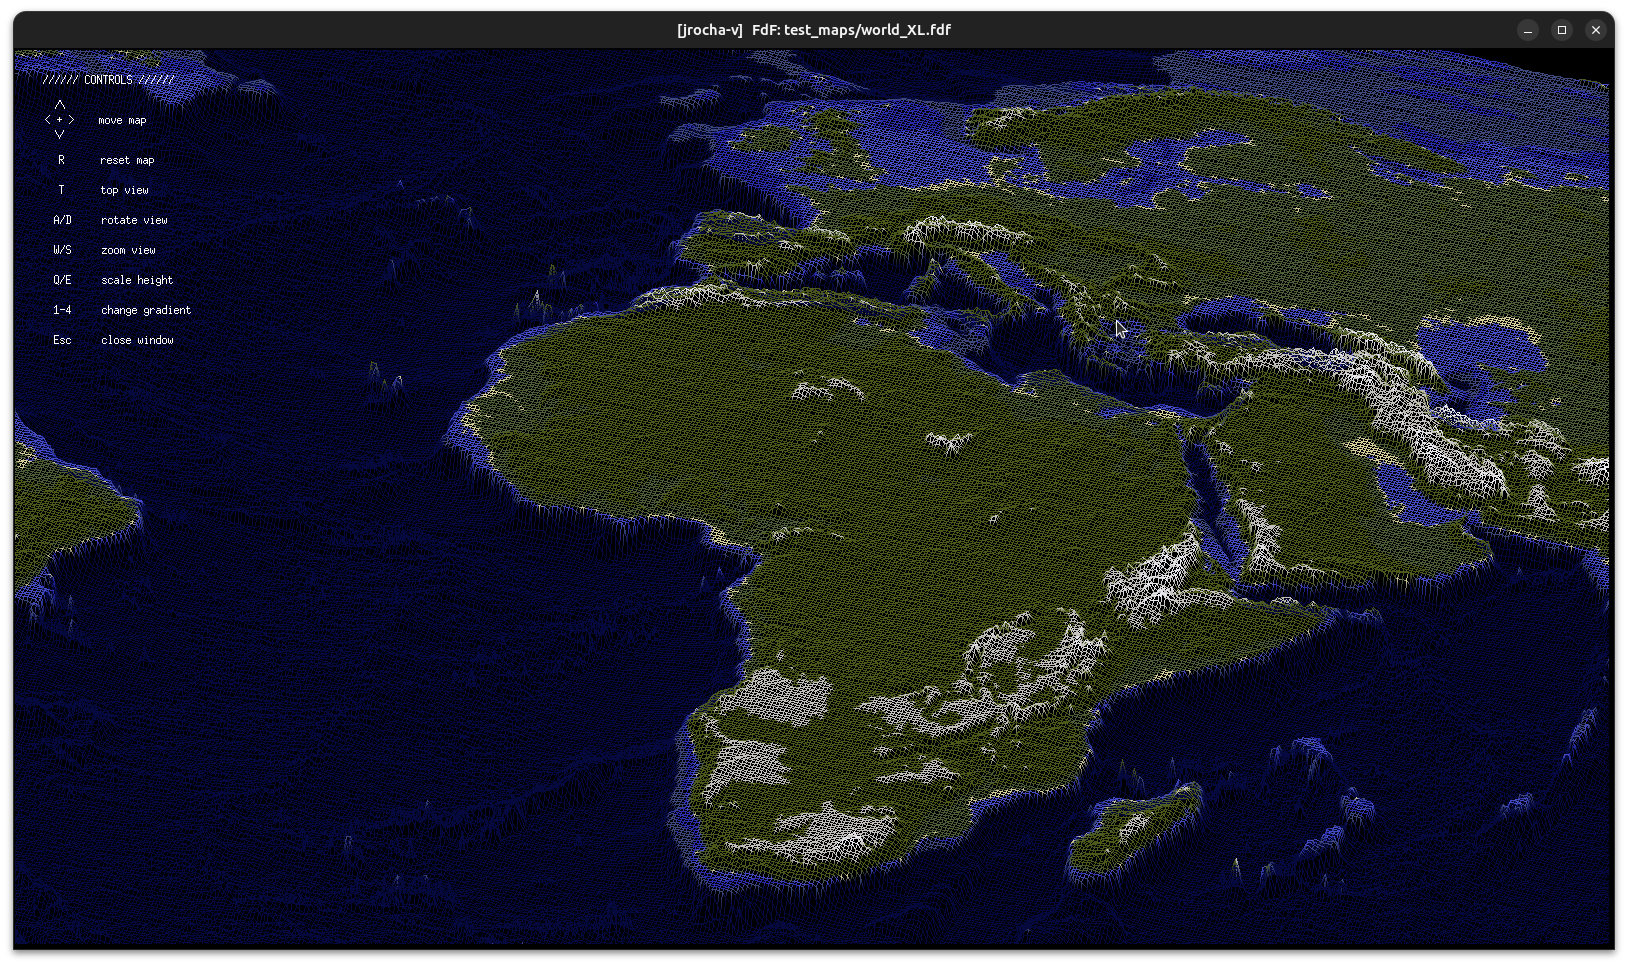 [jrocha-v] FdF: test_maps/world_XL.fdf
////// CONTROLS //////
< + > move map
R reset map
T top view
A/D rotate view
W/S zoom view
Q/E scale height
1-4 change gradient
Esc close window